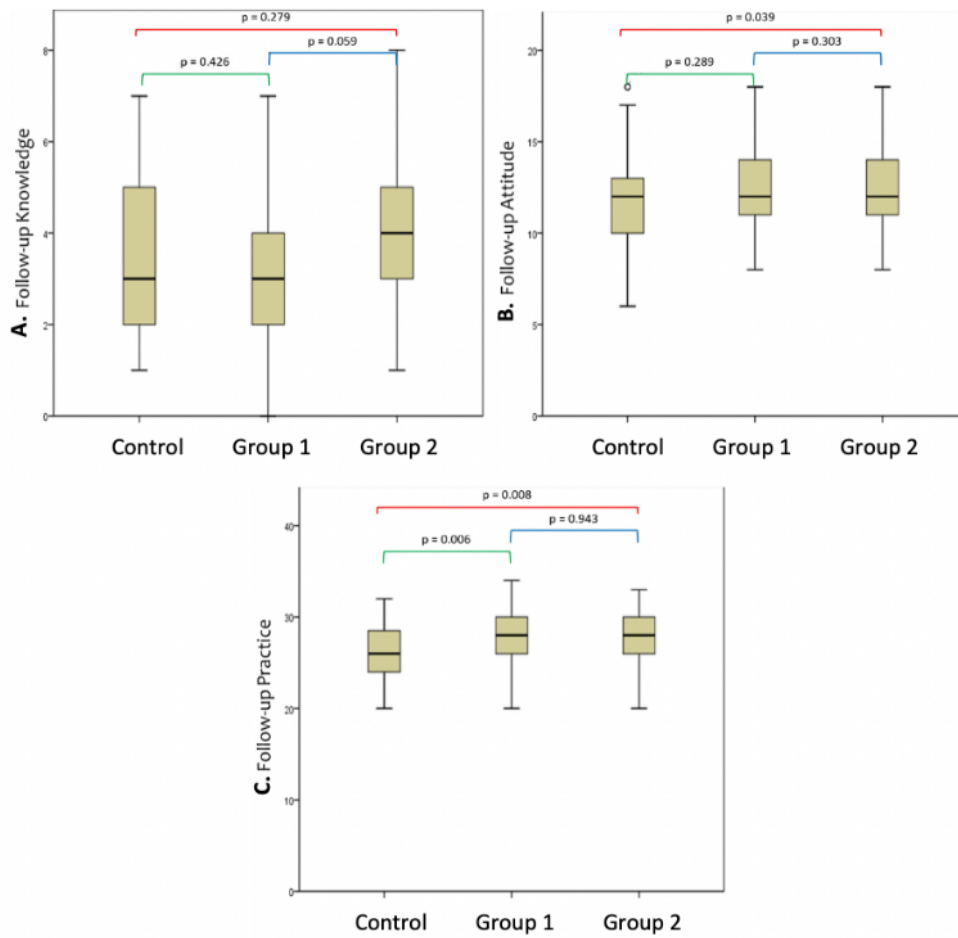 p = 0.279
p = 0.059
p = 0.426
8
6
4
2
0
A. Follow-up Knowledge
Control Group 1 Group 2
p = 0.039
p = 0.303
p = 0.289
20
15
10
5
0
B. Follow-up Attitude
Control Group 1 Group 2
p = 0.008
p = 0.943
p = 0.006
40
30
20
10
0
C. Follow-up Practice
Control Group 1 Group 2